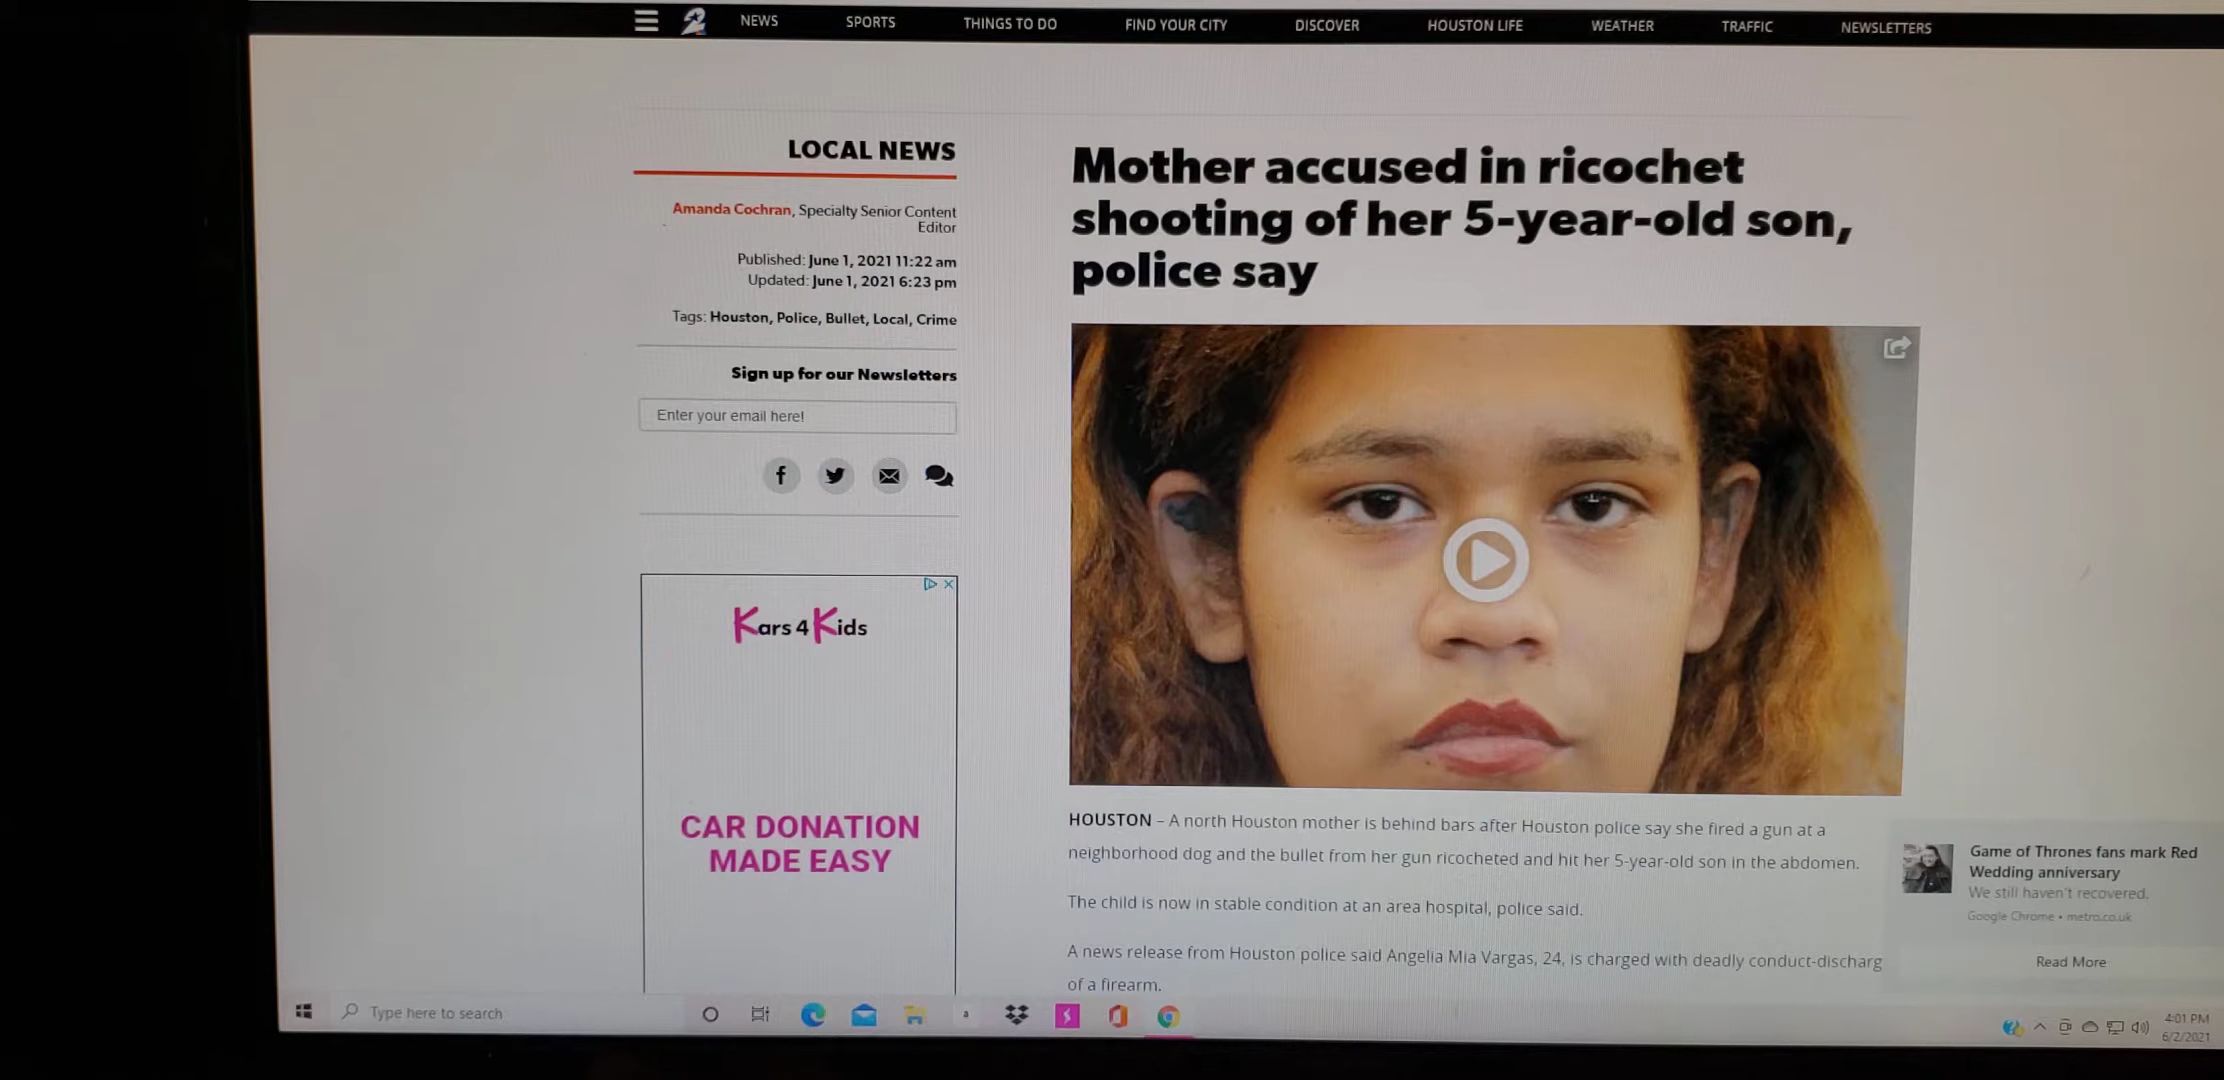 NEWS SPORTS THINGS TO DO FIND YOUR CITY DISCOVER HOUSTON LIFE WEATHER TRAFFIC NEWSLETTERS
LOCAL NEWS
Amanda Cochran, Specialty Senior Content
Editor
Published: June 1, 2021 11:22 am
Updated: June 1, 2021 6:23 pm
Tags: Houston, Police, Bullet, Local, Crime
Sign up for our Newsletters
Enter your email here!
Kars4Kids
CAR DONATION
MADE EASY
Mother accused in ricochet
shooting of her 5-year-old son,
police say
HOUSTON – A north Houston mother is behind bars after Houston police say she fired a gun at a
neighborhood dog and the bullet from her gun ricocheted and hit her 5-year-old son in the abdomen.
The child is now in stable condition at an area hospital, police said.
A news release from Houston police said Angelia Mia Vargas, 24, is charged with deadly conduct-discharg
of a firearm.
Game of Thrones fans mark Red
Wedding anniversary
We still haven't recovered.
Google Chrome • metro.co.uk
Read More
Type here to search
4:01 PM
6/2/2021